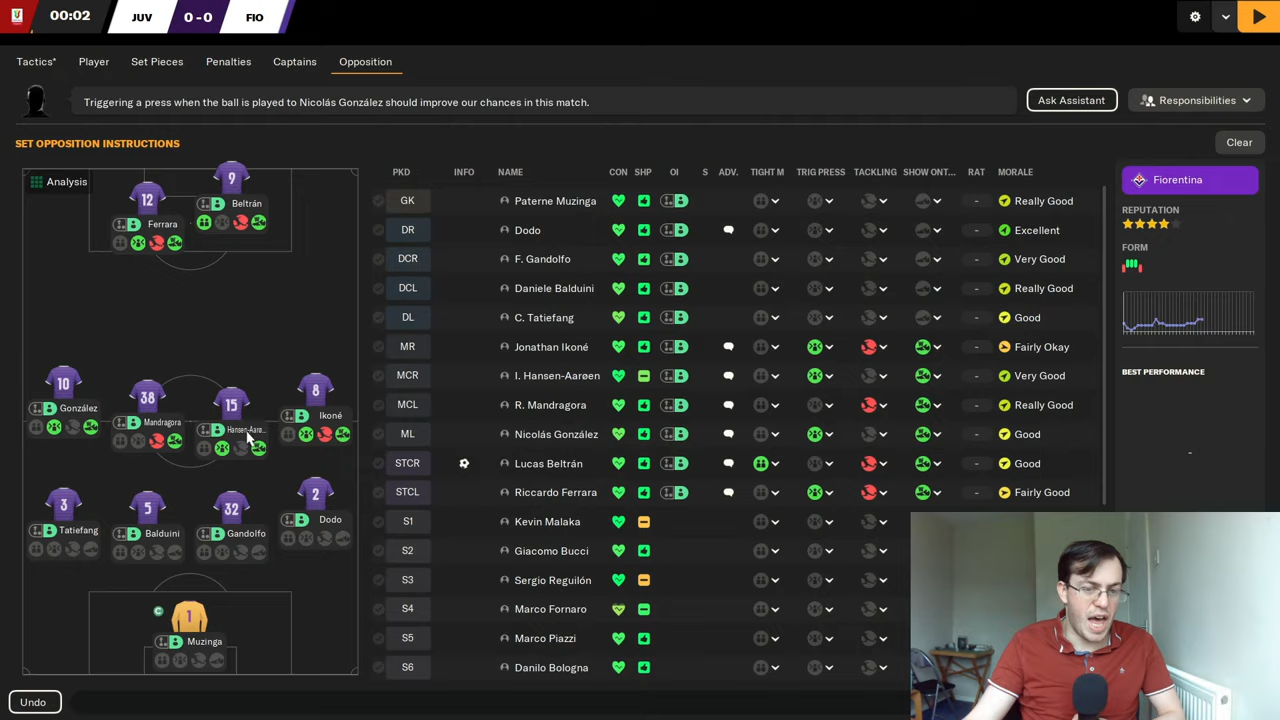 00:02 JUV 0 - 0 FIO
Tactics* Player Set Pieces Penalties Captains Opposition
Triggering a press when the ball is played to Nicolás González should improve our chances in this match. Ask Assistant Responsibilities
SET OPPOSITION INSTRUCTIONS Clear
Analysis
9
Beltrán
12
Ferrara
10
González
38
Mandragora
15
Hansen-Aarø...
8
Ikoné
3
Tatiefang
5
Balduini
32
Gandolfo
2
Dodo
C
1
Muzinga
Undo
PKD INFO NAME CON SHP OI S ADV. TIGHT M TRIG PRESS TACKLING SHOW ONT... RAT MORALE
GK Paterne Muzinga - Really Good
DR Dodo - Excellent
DCR F. Gandolfo - Very Good
DCL Daniele Balduini - Really Good
DL C. Tatiefang - Good
MR Jonathan Ikoné - Fairly Okay
MCR I. Hansen-Aarøen - Very Good
MCL R. Mandragora - Really Good
ML Nicolás González - Good
STCR Lucas Beltrán - Good
STCL Riccardo Ferrara - Fairly Good
S1 Kevin Malaka
S2 Giacomo Bucci
S3 Sergio Reguilón
S4 Marco Fornaro
S5 Marco Piazzi
S6 Danilo Bologna
Fiorentina
REPUTATION
FORM
BEST PERFORMANCE
-